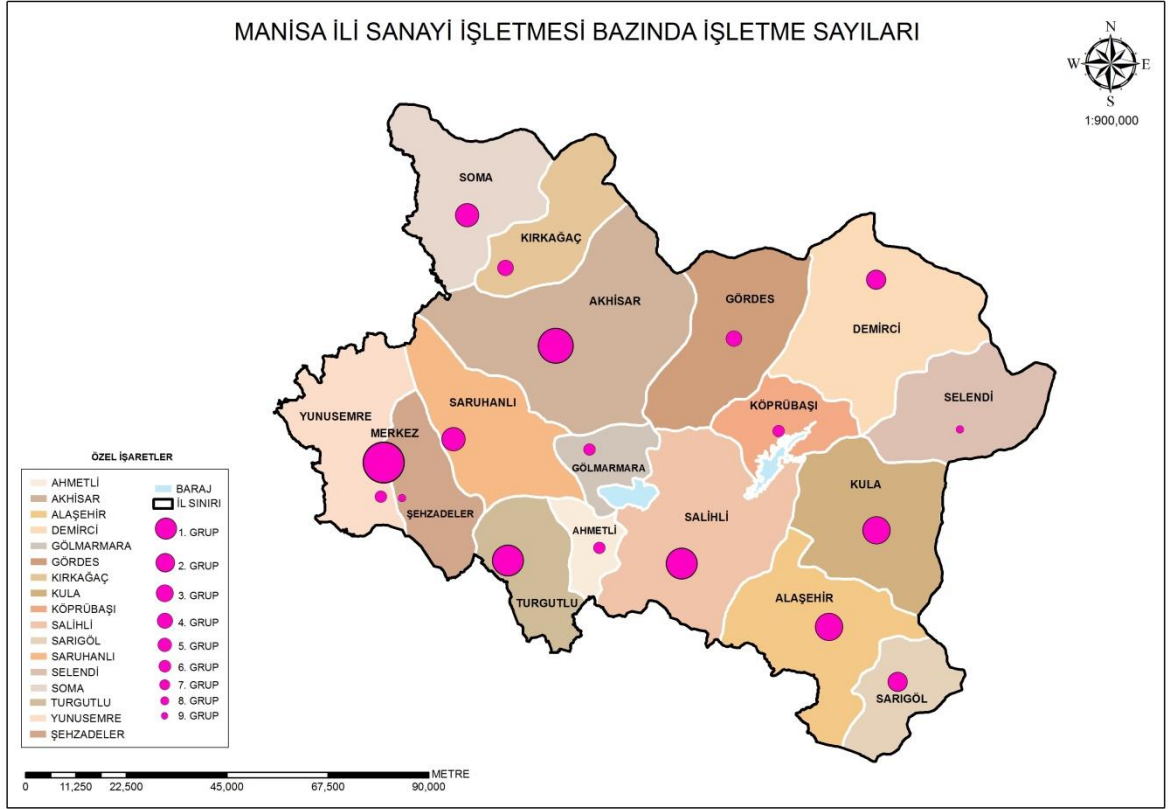 MANİSA İLİ SANAYİ İŞLETMESİ BAZINDA İŞLETME SAYILARI
N
W E
S
1:900,000
SOMA
KIRKAĞAÇ
AKHİSAR
GÖRDES
DEMİRCİ
SELENDİ
KÖPRÜBAŞI
SARUHANLI
YUNUSEMRE
MERKEZ
GÖLMARMARA
KULA
ŞEHZADELER
SALİHLİ
AHMETLİ
TURGUTLU
ALAŞEHİR
SARIGÖL
ÖZEL İŞARETLER
AHMETLİ
AKHİSAR
ALAŞEHİR
DEMİRCİ
GÖLMARMARA
GÖRDES
KIRKAĞAÇ
KULA
KÖPRÜBAŞI
SALİHLİ
SARIGÖL
SARUHANLI
SELENDİ
SOMA
TURGUTLU
YUNUSEMRE
ŞEHZADELER
BARAJ
İL SINIRI
1. GRUP
2. GRUP
3. GRUP
4. GRUP
5. GRUP
6. GRUP
7. GRUP
8. GRUP
9. GRUP
METRE
0 11,250 22,500 45,000 67,500 90,000